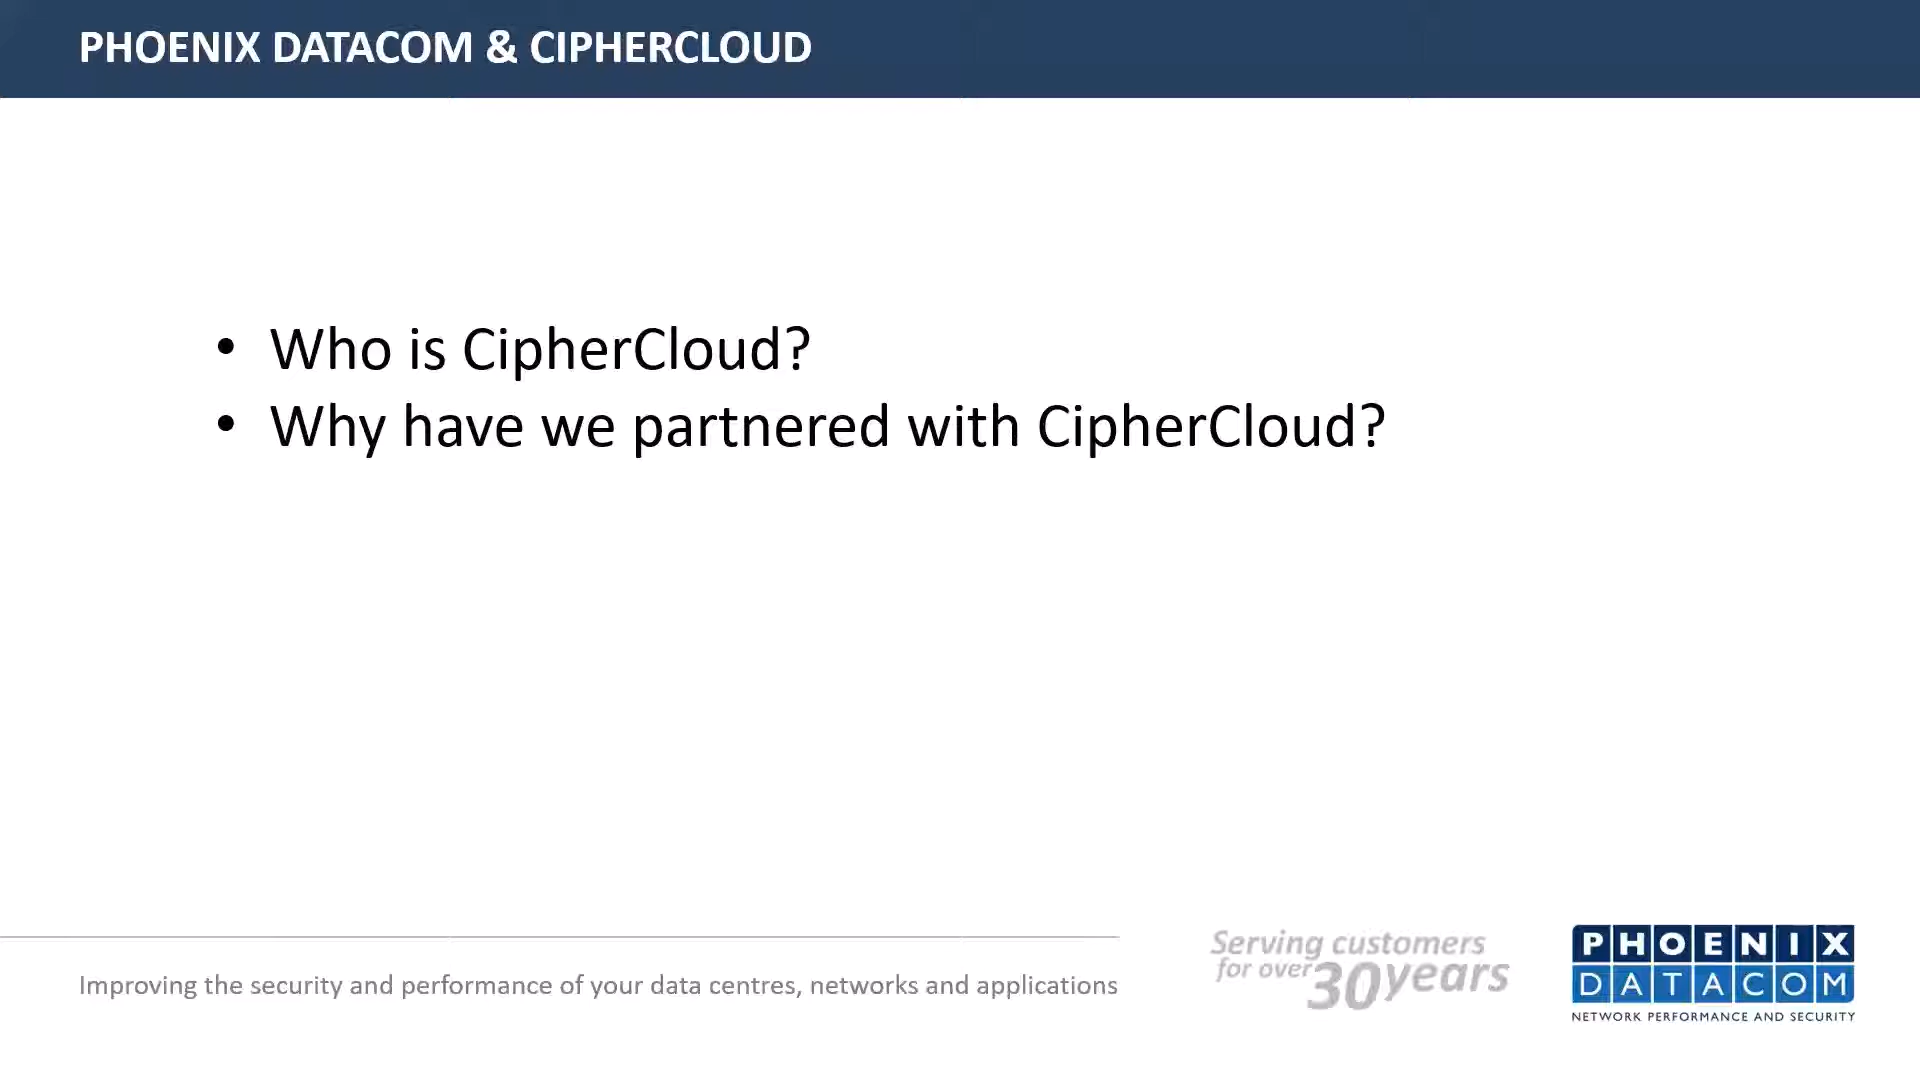 PHOENIX DATACOM & CIPHERCLOUD
• Who is CipherCloud?
• Why have we partnered with CipherCloud?
Improving the security and performance of your data centres, networks and applications
Serving customers
for over 30 years
PHOENIX
DATACOM
NETWORK PERFORMANCE AND SECURITY